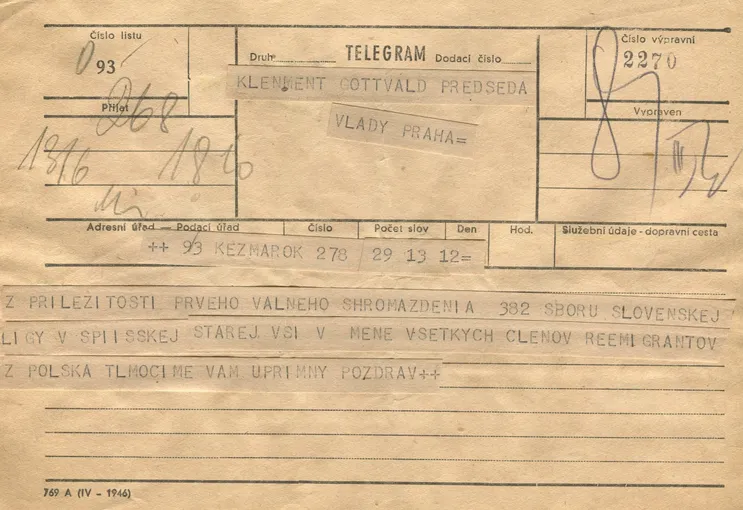 Číslo listu
93
Druh TELEGRAM Dodací číslo
Číslo výpravní
2270
KLENMENT GOTTVALD PREDSEDA
VLADY PRAHA=
Přijat
268
1316 1810
Vypraven
Adresní úřad — Podací úřad Číslo Počet slov Den Hod. Služební údaje - dopravní cesta
++ 93 KEZMAROK 278 29 13 12=
Z PRILEZITOSTI PRVEHO VALNEHO SHROMAZDENIA 382 SBORU SLOVENSKEJ
LIGY V SPIISSKEJ STAREJ VSI V MENE VSETKYCH CLENOV REEMIGRANTOV
Z POLSKA TLMOCIME VAM UPRIMNY POZDRAV++
769 A (IV - 1946)